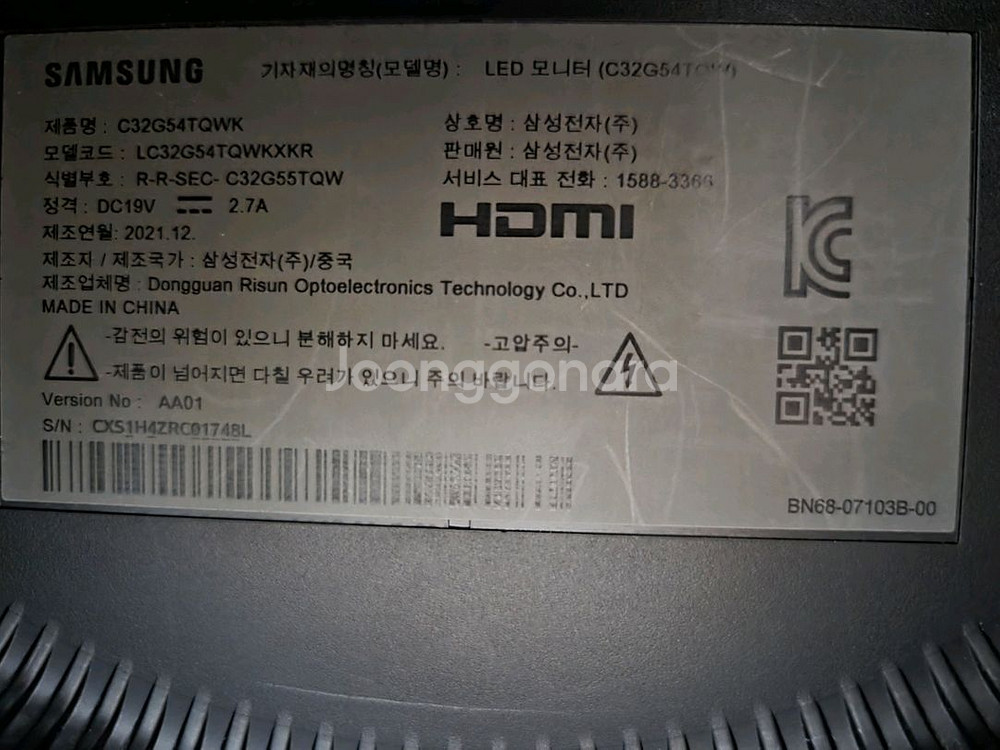 SAMSUNG
기자재의명칭(모델명) : LED 모니터 (C32G54TQW)
제품명 : C32G54TQWK
모델코드 : LC32G54TQWKXKR
식별부호 : R-R-SEC- C32G55TQW
정격 : DC19V 2.7A
제조연월: 2021.12.
제조자 / 제조국가 : 삼성전자(주)/중국
제조업체명 : Dongguan Risun Optoelectronics Technology Co.,LTD
MADE IN CHINA
상호명 : 삼성전자(주)
판매원 : 삼성전자(주)
서비스 대표 전화 : 1588-3366
HDMI
-감전의 위험이 있으니 분해하지 마세요. -고압주의-
-제품이 넘어지면 다칠 우려가 있으니 주의 바랍니다.
Joonggonara
Version No : AA01
S/N : CXS1H4ZRC01748L
BN68-07103B-00